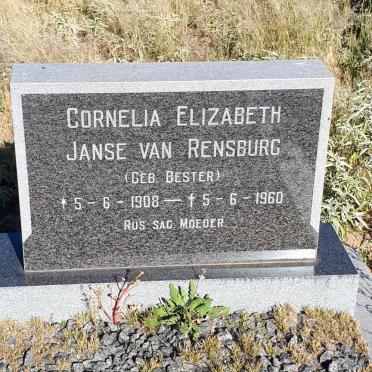 CORNELIA ELIZABETH
JANSE VAN RENSBURG
(GEB. BESTER)
* 5-6-1908 — † 5-6-1960
RUS SAG MOEDER